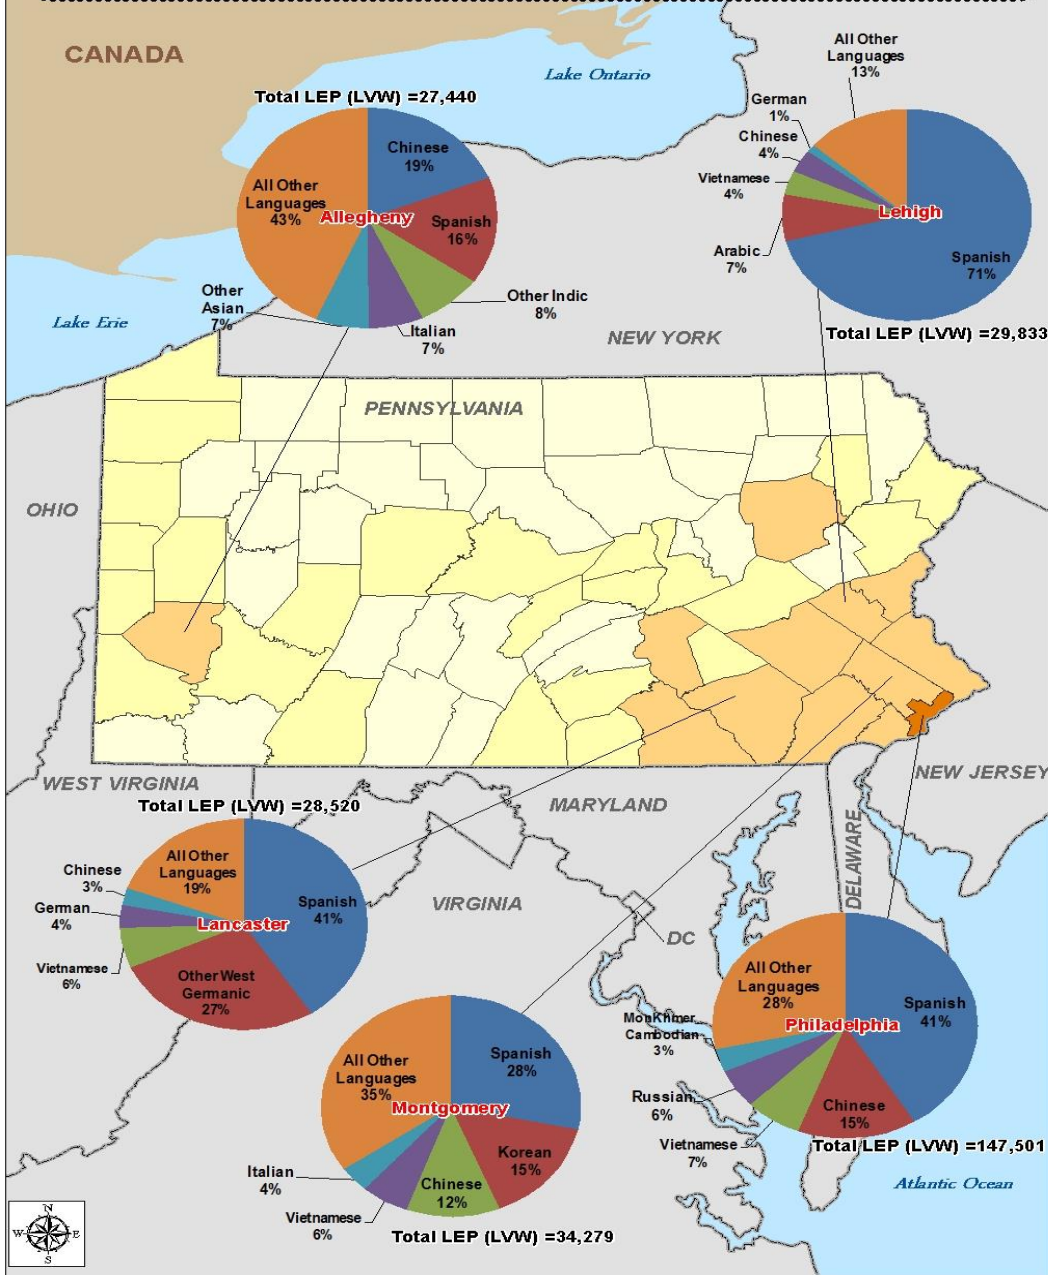 CANADA
Lake Ontario
Lake Erie
Total LEP (LVW) =27,440
Chinese
19%
Spanish
16%
Other Indic
8%
Italian
7%
Other
Asian
7%
All Other
Languages
43%
Allegheny
All Other
Languages
13%
German
1%
Chinese
4%
Vietnamese
4%
Arabic
7%
Lehigh
Spanish
71%
Total LEP (LVW) =29,833
NEW YORK
PENNSYLVANIA
OHIO
WEST VIRGINIA
MARYLAND
NEW JERSEY
DELAWARE
VIRGINIA
DC
Total LEP (LVW) =28,520
All Other
Languages
19%
Chinese
3%
German
4%
Vietnamese
6%
Lancaster
Spanish
41%
Other West
Germanic
27%
All Other
Languages
35%
Spanish
28%
Montgomery
Korean
15%
Chinese
12%
Italian
4%
Vietnamese
6%
Total LEP (LVW) =34,279
All Other
Languages
28%
Spanish
41%
Philadelphia
MonKhmer
Cambodian
3%
Russian
6%
Vietnamese
7%
Chinese
15%
Total LEP (LVW) =147,501
Atlantic Ocean
N
W E
S